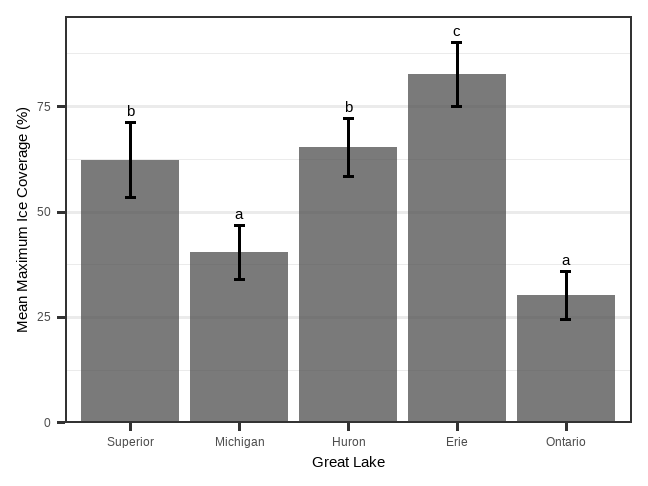 Mean Maximum Ice Coverage (%)
75
50
25
0
b
a
b
c
a
Superior
Michigan
Huron
Erie
Ontario
Great Lake